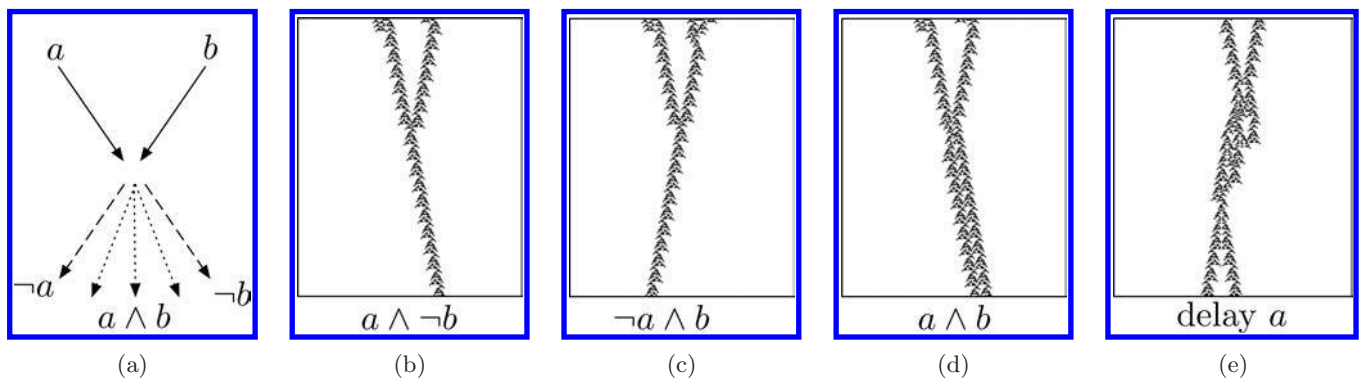 a b
¬a ¬b
a ∧ b
a ∧ ¬b
¬a ∧ b
a ∧ b
delay a
(a) (b) (c) (d) (e)